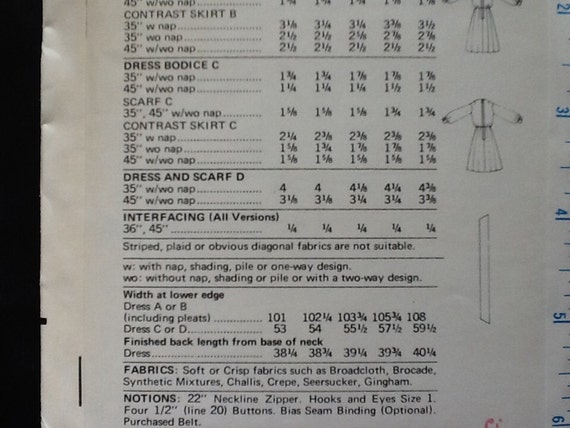 45" w/wo nap
CONTRAST SKIRT B
35" w nap 3⅛ 3¼ 3¼ 3⅜ 3½
35" wo nap 2½ 2½ 2⅝ 2⅞ 2⅞
45" w/wo nap 2½ 2½ 2½ 2½ 2½
DRESS BODICE C
35" w/wo nap 1¾ 1¾ 1⅞ 1⅞ 1⅞
45" w/wo nap 1¼ 1¼ 1¼ 1½ 1½
SCARF C
35", 45" w/wo nap 1⅝ 1⅝ 1⅝ 1¾ 1¾
CONTRAST SKIRT C
35" w nap 2¼ 2⅜ 2⅜ 2⅜ 2⅜
35" wo nap 1⅝ 1¾ 1⅞ 1⅞ 1⅞
45" w/wo nap 1⅝ 1⅝ 1⅝ 1⅝ 1⅝
DRESS AND SCARF D
35" w/wo nap 4 4 4⅛ 4¼ 4⅜
45" w/wo nap 3⅛ 3⅛ 3¼ 3¼ 3⅜
INTERFACING (All Versions)
36", 45" ¼ ¼ ¼ ¼ ¼
Striped, plaid or obvious diagonal fabrics are not suitable.
w: with nap, shading, pile or one-way design.
wo: without nap, shading or pile or with a two-way design.
Width at lower edge
Dress A or B
(including pleats) 101 102¼ 103¾ 105¾ 108
Dress C or D 53 54 55½ 57½ 59½
Finished back length from base of neck
Dress 38¼ 38¾ 39¼ 39¾ 40¼
FABRICS: Soft or Crisp fabrics such as Broadcloth, Brocade,
Synthetic Mixtures, Challis, Crepe, Seersucker, Gingham.
NOTIONS: 22" Neckline Zipper. Hooks and Eyes Size 1.
Four 1/2" (line 20) Buttons. Bias Seam Binding (Optional).
Purchased Belt.
2
3
4
5
6